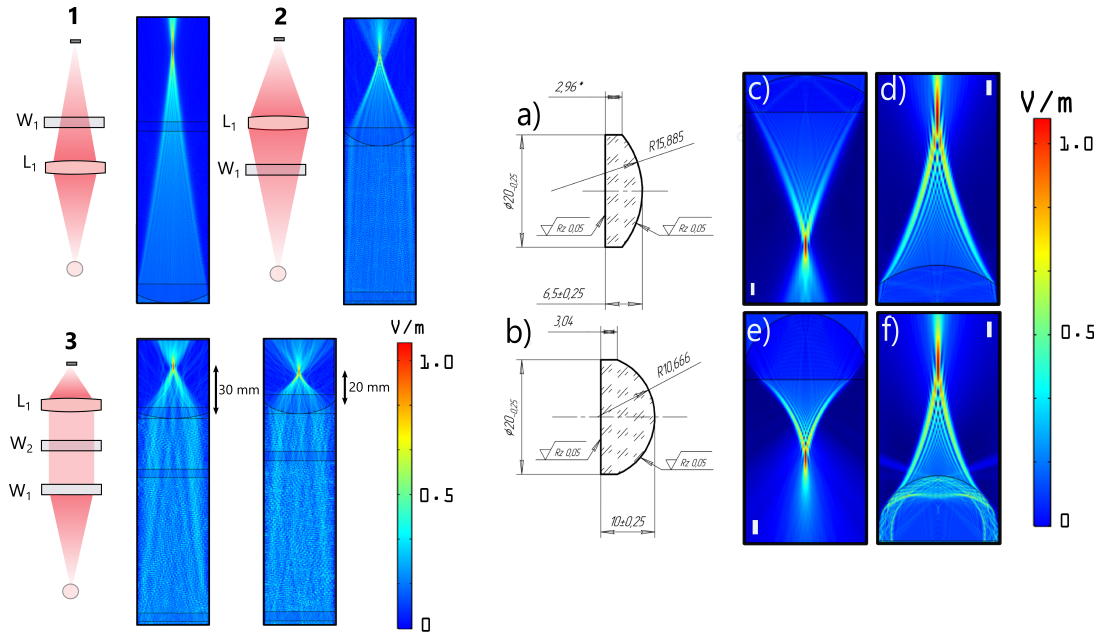 1
W1
L1
2
L1
W1
3
L1
W2
W1
30 mm
20 mm
V/m
1.0
0.5
0
a)
2,96*
R15,885
⌀20-0,25
Rz 0,05
Rz 0,05
6,5±0,25
b)
3,04
R10,666
⌀20-0,25
Rz 0,05
Rz 0,05
10±0,25
c)
d)
e)
f)
V/m
1.0
0.5
0